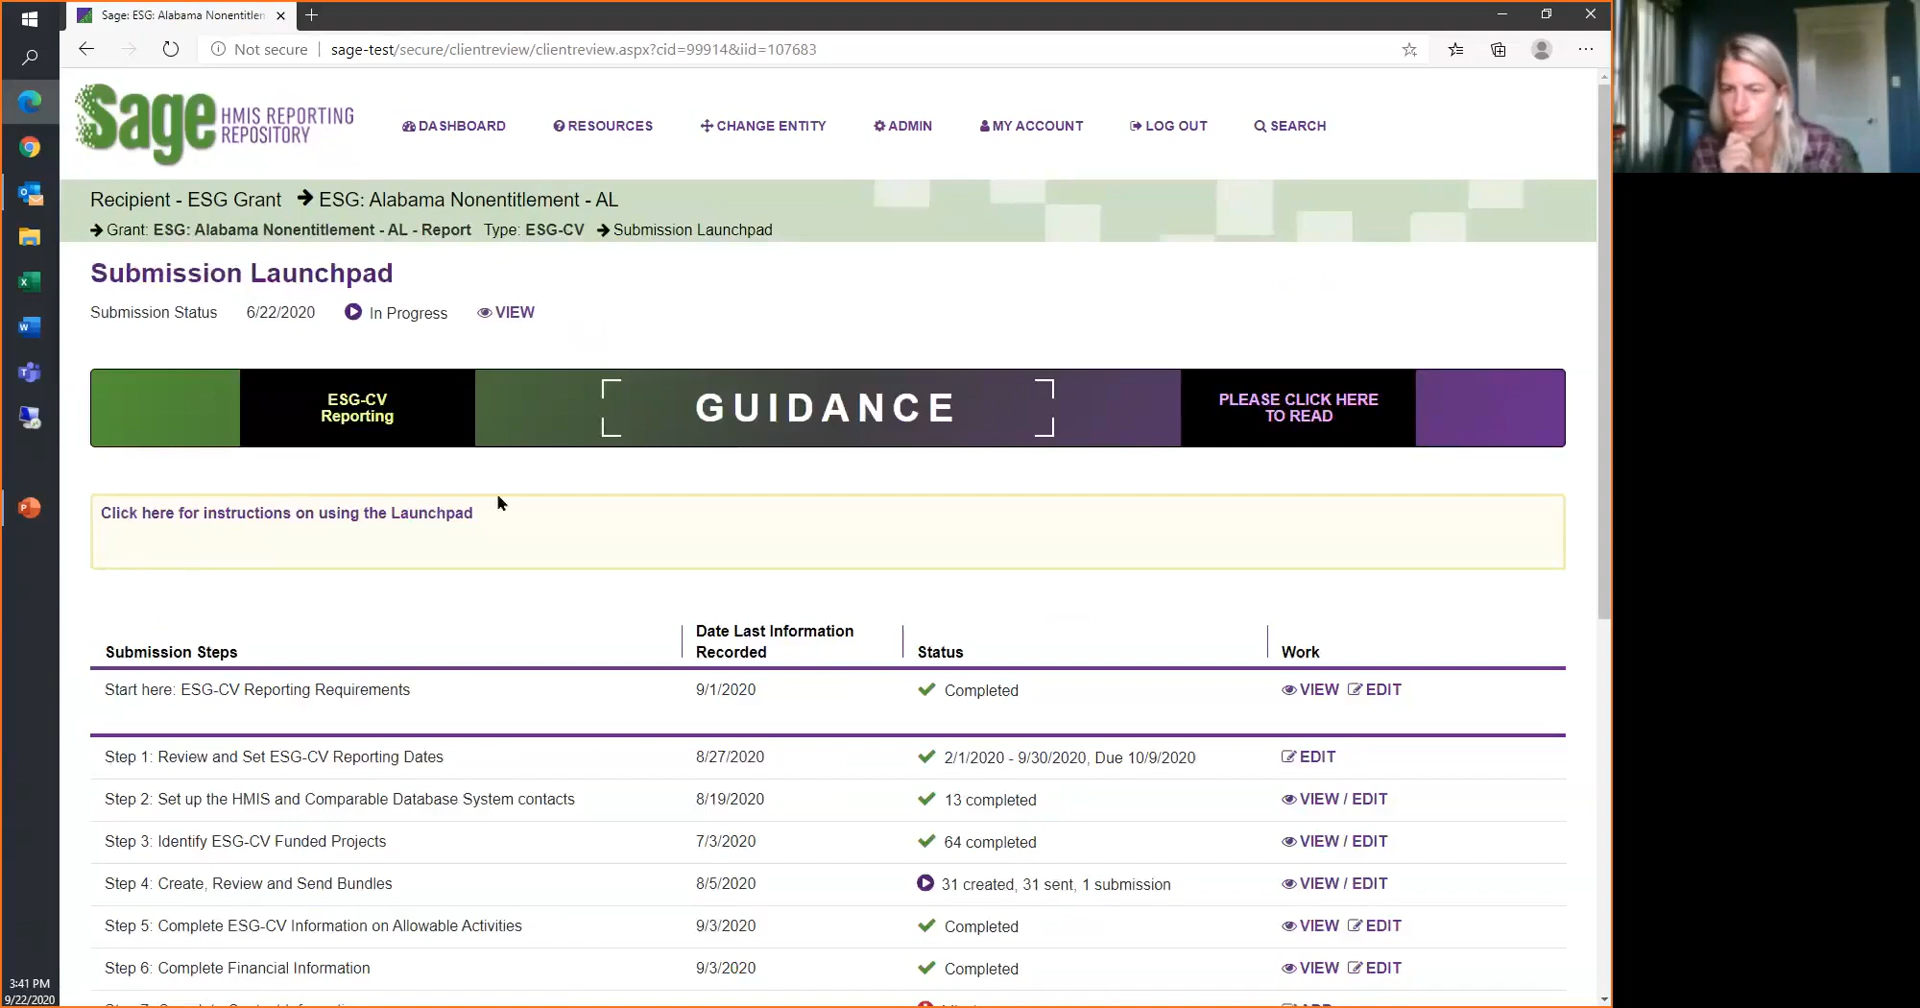 Sage: ESG: Alabama Nonentitlen
Not secure | sage-test/secure/clientreview/clientreview.aspx?cid=99914&iid=107683
Sage HMIS REPORTING
REPOSITORY
DASHBOARD RESOURCES CHANGE ENTITY ADMIN MY ACCOUNT LOG OUT SEARCH
Recipient - ESG Grant ESG: Alabama Nonentitlement - AL
Grant: ESG: Alabama Nonentitlement - AL - Report Type: ESG-CV Submission Launchpad
Submission Launchpad
Submission Status 6/22/2020 In Progress VIEW
ESG-CV
Reporting
GUIDANCE
PLEASE CLICK HERE
TO READ
Click here for instructions on using the Launchpad
Submission Steps Date Last Information
Recorded Status Work
Start here: ESG-CV Reporting Requirements 9/1/2020 Completed VIEW EDIT
Step 1: Review and Set ESG-CV Reporting Dates 8/27/2020 2/1/2020 - 9/30/2020, Due 10/9/2020 EDIT
Step 2: Set up the HMIS and Comparable Database System contacts 8/19/2020 13 completed VIEW / EDIT
Step 3: Identify ESG-CV Funded Projects 7/3/2020 64 completed VIEW / EDIT
Step 4: Create, Review and Send Bundles 8/5/2020 31 created, 31 sent, 1 submission VIEW / EDIT
Step 5: Complete ESG-CV Information on Allowable Activities 9/3/2020 Completed VIEW EDIT
Step 6: Complete Financial Information 9/3/2020 Completed VIEW EDIT
3:41 PM
9/22/2020